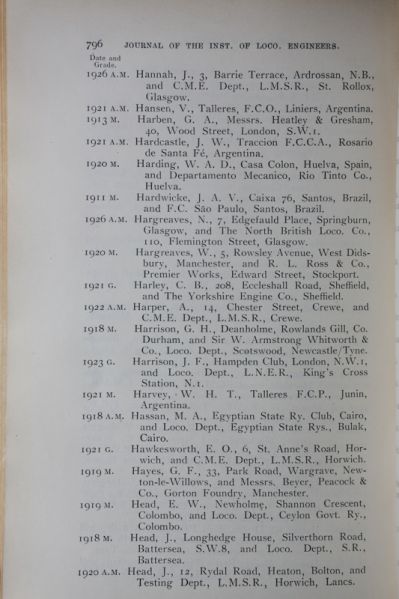 796 JOURNAL OF THE INST. OF LOCO. ENGINEERS.
Date and
Grade.
1926 A.M. Hannah, J., 3, Barrie Terrace, Ardrossan, N.B.,
and C.M.E. Dept., L.M.S.R., St. Rollox,
Glasgow.
1921 A.M. Hansen, V., Talleres, F.C.O., Liniers, Argentina.
1913 M. Harben, G. A., Messrs. Heatley & Gresham,
40, Wood Street, London, S.W.1.
1921 A.M. Hardcastle, J. W., Traccion F.C.C.A., Rosario
de Santa Fé, Argentina.
1920 M. Harding, W. A. D., Casa Colon, Huelva, Spain,
and Departamento Mecanico, Rio Tinto Co.,
Huelva.
1911 M. Hardwicke, J. A. V., Caixa 76, Santos, Brazil,
and F.C. São Paulo, Santos, Brazil.
1926 A.M. Hargreaves, N., 7, Edgefauld Place, Springburn,
Glasgow, and The North British Loco. Co.,
110, Flemington Street, Glasgow.
1920 M. Hargreaves, W., 5, Rowsley Avenue, West Dids-
bury, Manchester, and R. L. Ross & Co.,
Premier Works, Edward Street, Stockport.
1921 G. Harley, C. B., 208, Eccleshall Road, Sheffield,
and The Yorkshire Engine Co., Sheffield.
1922 A.M. Harper, A., 14, Chester Street, Crewe, and
C.M.E. Dept., L.M.S.R., Crewe.
1918 M. Harrison, G. H., Deanholme, Rowlands Gill, Co.
Durham, and Sir W. Armstrong Whitworth &
Co., Loco. Dept., Scotswood, Newcastle/Tyne.
1923 G. Harrison, J. F., Hampden Club, London, N.W.1,
and Loco. Dept., L.N.E.R., King's Cross
Station, N.1.
1921 M. Harvey, W. H. T., Talleres F.C.P., Junin,
Argentina.
1918 A.M. Hassan, M. A., Egyptian State Ry. Club, Cairo,
and Loco. Dept., Egyptian State Rys., Bulak,
Cairo.
1921 G. Hawkesworth, E. O., 6, St. Anne's Road, Hor-
wich, and C.M.E. Dept., L.M.S.R., Horwich.
1919 M. Hayes, G. F., 33, Park Road, Wargrave, New-
ton-le-Willows, and Messrs. Beyer, Peacock &
Co., Gorton Foundry, Manchester.
1919 M. Head, E. W., Newholme, Shannon Crescent,
Colombo, and Loco. Dept., Ceylon Govt. Ry.,
Colombo.
1918 M. Head, J., Longhedge House, Silverthorn Road,
Battersea, S.W.8, and Loco. Dept., S.R.,
Battersea.
1920 A.M. Head, J., 12, Rydal Road, Heaton, Bolton, and
Testing Dept., L.M.S.R., Horwich, Lancs.